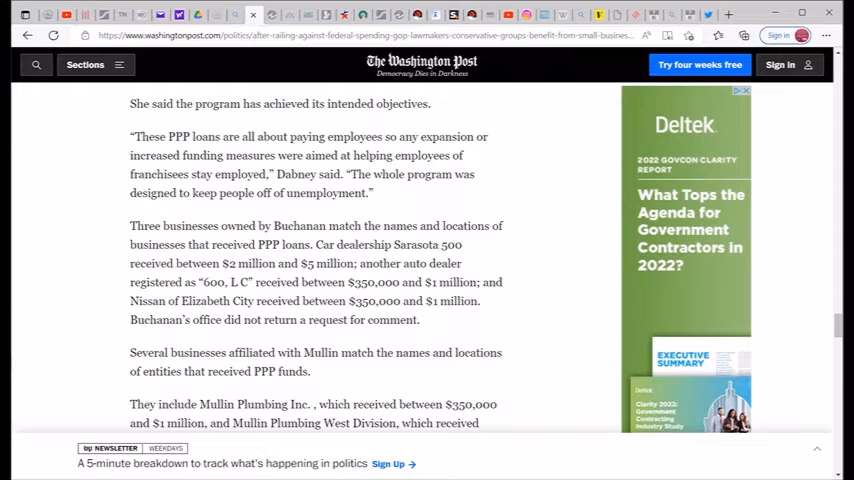 https://www.washingtonpost.com/politics/after-railing-against-federal-spending-gop-lawmakers-conservative-groups-benefit-from-small-busines...
Sign in
Sections
The Washington Post
Democracy Dies in Darkness
Try four weeks free
Sign In
She said the program has achieved its intended objectives.
“These PPP loans are all about paying employees so any expansion or
increased funding measures were aimed at helping employees of
franchisees stay employed,” Dabney said. “The whole program was
designed to keep people off of unemployment.”
Three businesses owned by Buchanan match the names and locations of
businesses that received PPP loans. Car dealership Sarasota 500
received between $2 million and $5 million; another auto dealer
registered as “600, L C” received between $350,000 and $1 million; and
Nissan of Elizabeth City received between $350,000 and $1 million.
Buchanan’s office did not return a request for comment.
Several businesses affiliated with Mullin match the names and locations
of entities that received PPP funds.
They include Mullin Plumbing Inc. , which received between $350,000
and $1 million, and Mullin Plumbing West Division, which received
Deltek
2022 GOVCON CLARITY
REPORT
What Tops the
Agenda for
Government
Contractors in
2022?
EXECUTIVE
SUMMARY
Deltek
Clarity 2022:
Government
Contracting
Industry Study
wp NEWSLETTER
WEEKDAYS
A 5-minute breakdown to track what's happening in politics
Sign Up →